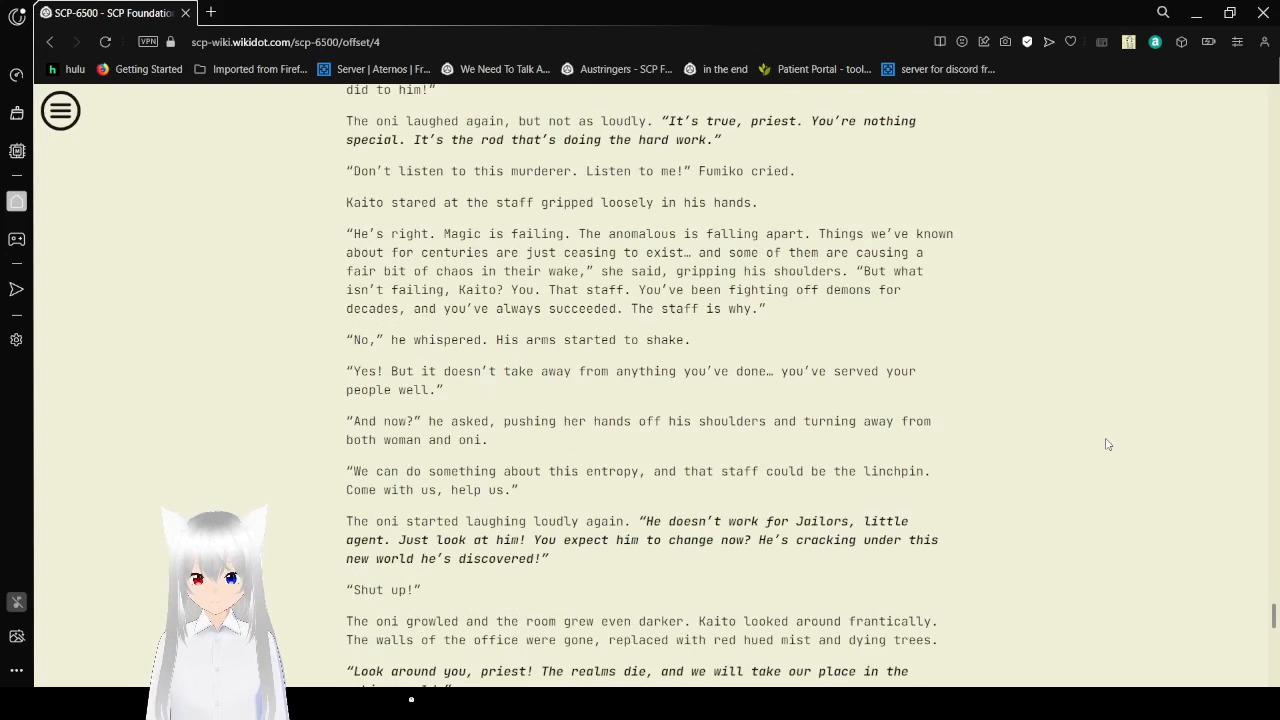 SCP-6500 - SCP Foundatio
scp-wiki.wikidot.com/scp-6500/offset/4
VPN
hulu
Getting Started
Imported from Firef...
Server | Aternos | Fr...
We Need To Talk A...
Austringers - SCP F...
in the end
Patient Portal - tool...
server for discord fr...
did to him!”
The oni laughed again, but not as loudly. “It’s true, priest. You’re nothing
special. It’s the rod that’s doing the hard work.”
“Don’t listen to this murderer. Listen to me!” Fumiko cried.
Kaito stared at the staff gripped loosely in his hands.
“He’s right. Magic is failing. The anomalous is falling apart. Things we’ve known
about for centuries are just ceasing to exist… and some of them are causing a
fair bit of chaos in their wake,” she said, gripping his shoulders. “But what
isn’t failing, Kaito? You. That staff. You’ve been fighting off demons for
decades, and you’ve always succeeded. The staff is why.”
“No,” he whispered. His arms started to shake.
“Yes! But it doesn’t take away from anything you’ve done… you’ve served your
people well.”
“And now?” he asked, pushing her hands off his shoulders and turning away from
both woman and oni.
“We can do something about this entropy, and that staff could be the linchpin.
Come with us, help us.”
The oni started laughing loudly again. “He doesn’t work for Jailors, little
agent. Just look at him! You expect him to change now? He’s cracking under this
new world he’s discovered!”
“Shut up!”
The oni growled and the room grew even darker. Kaito looked around frantically.
The walls of the office were gone, replaced with red hued mist and dying trees.
“Look around you, priest! The realms die, and we will take our place in the